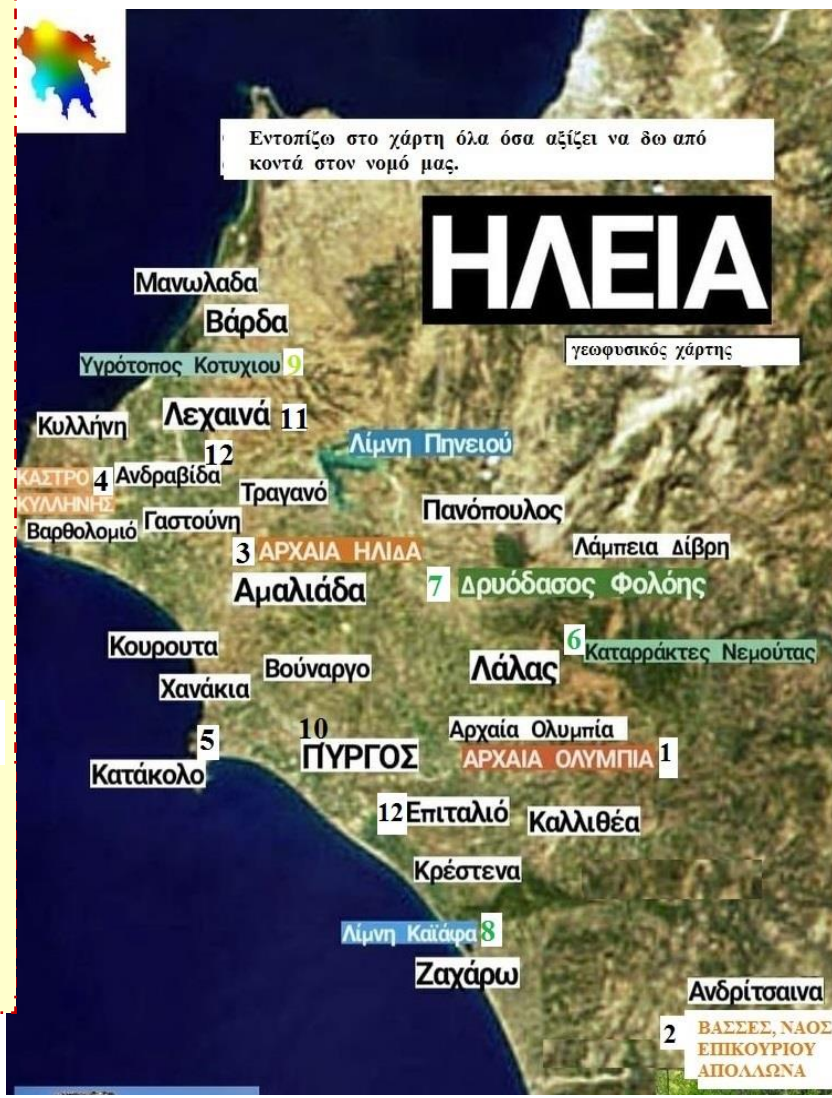 Εντοπίζω στο χάρτη όλα όσα αξίζει να δω από
κοντά στον νομό μας.
ΗΛΕΙΑ
γεωφυσικός χάρτης
Μανωλαδα
Βάρδα
Υγρότοπος Κοτυχιου 9
Λεχαινά 11
Κυλλήνη
Λίμνη Πηνειού
12
ΚΑΣΤΡΟ 4 Ανδραβίδα
ΚΥΛΛΗΝΗΣ
Τραγανό
Πανόπουλος
Βαρθολομιό Γαστούνη
3 ΑΡΧΑΙΑ ΗΛΙΔΑ
Λάμπεια Δίβρη
Αμαλιάδα
7 Δρυόδασος Φολόης
Κουρουτα
6 Καταρράκτες Νεμούτας
Βούναργο
Λάλας
Χανάκια
10
5
Αρχαία Ολυμπία
ΠΥΡΓΟΣ
ΑΡΧΑΙΑ ΟΛΥΜΠΙΑ 1
Κατάκολο
12 Επιταλιό
Καλλιθέα
Κρέστενα
Λίμνη Καϊάφα 8
Ζαχάρω
Ανδρίτσαινα
2 ΒΑΣΣΕΣ, ΝΑΟΣ
ΕΠΙΚΟΥΡΙΟΥ
ΑΠΟΛΛΩΝΑ